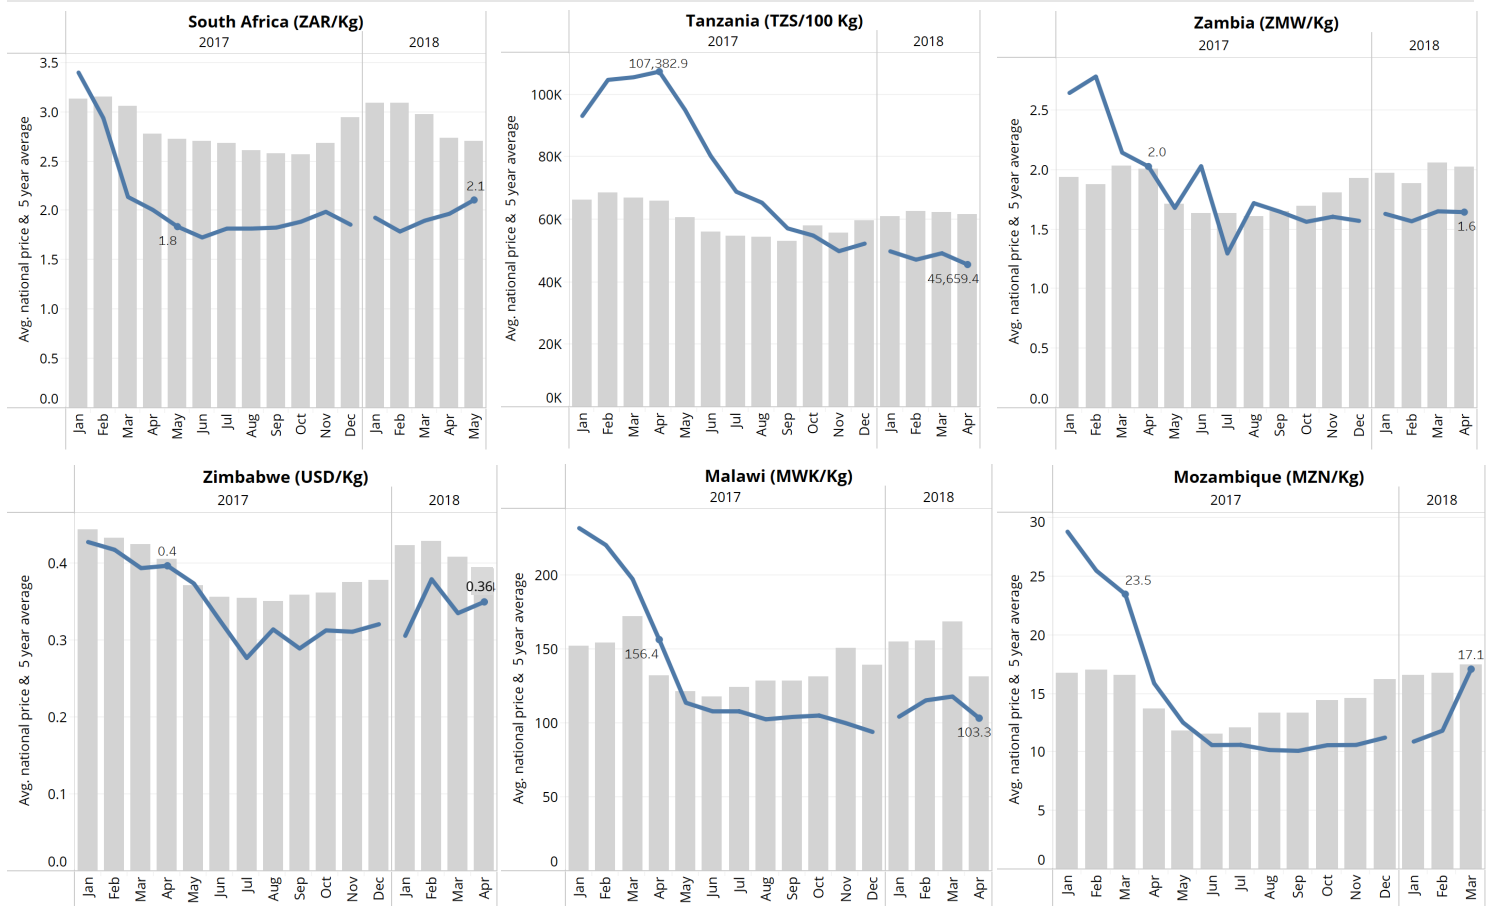 South Africa (ZAR/Kg)
2017
2018
Avg. national price & 5 year average
3.5
3.0
2.5
2.0
1.5
1.0
0.5
0.0
1.8
2.1
Jan Feb Mar Apr May Jun Jul Aug Sep Oct Nov Dec Jan Feb Mar Apr May
Tanzania (TZS/100 Kg)
2017
2018
Avg. national price & 5 year average
100K
80K
60K
40K
20K
0K
107,382.9
45,659.4
Jan Feb Mar Apr May Jun Jul Aug Sep Oct Nov Dec Jan Feb Mar Apr
Zambia (ZMW/Kg)
2017
2018
Avg. national price & 5 year average
2.5
2.0
1.5
1.0
0.5
0.0
2.0
1.6
Jan Feb Mar Apr May Jun Jul Aug Sep Oct Nov Dec Jan Feb Mar Apr
Zimbabwe (USD/Kg)
2017
2018
Avg. national price & 5 year average
0.4
0.3
0.2
0.1
0.0
0.4
0.36
Jan Feb Mar Apr May Jun Jul Aug Sep Oct Nov Dec Jan Feb Mar Apr
Malawi (MWK/Kg)
2017
2018
Avg. national price & 5 year average
200
150
100
50
0
156.4
103.3
Jan Feb Mar Apr May Jun Jul Aug Sep Oct Nov Dec Jan Feb Mar Apr
Mozambique (MZN/Kg)
2017
2018
Avg. national price & 5 year average
30
25
20
15
10
5
0
23.5
17.1
Jan Feb Mar Apr May Jun Jul Aug Sep Oct Nov Dec Jan Feb Mar